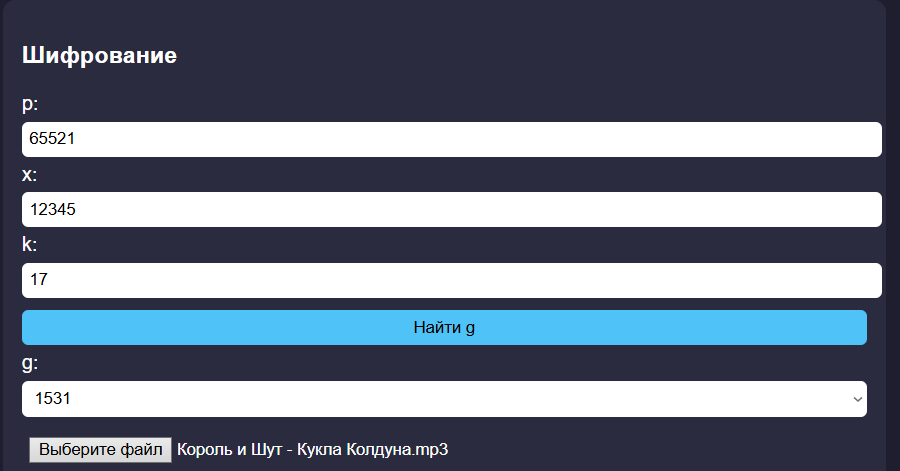 Шифрование
p:
65521
x:
12345
k:
17
Найти g
g:
1531
Выберите файл Король и Шут - Кукла Колдуна.mp3